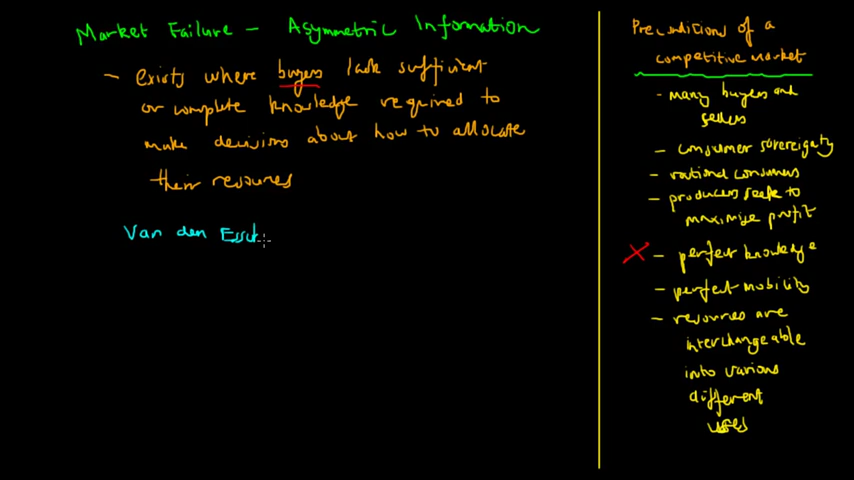 Market Failure - Asymmetric Infomation
- exists where buyers lack sufficient
or complete knowledge required to
make decisions about how to allocate
their resources
Van den
Preconditions of a
competitive market
- many buyers and
sellers
- consumer sovereignty
- rational consumers
- producers seek to
maximise profit
X - perfect knowledge
- perfect mobility
- resources are
interchangeable
into various
different
uses